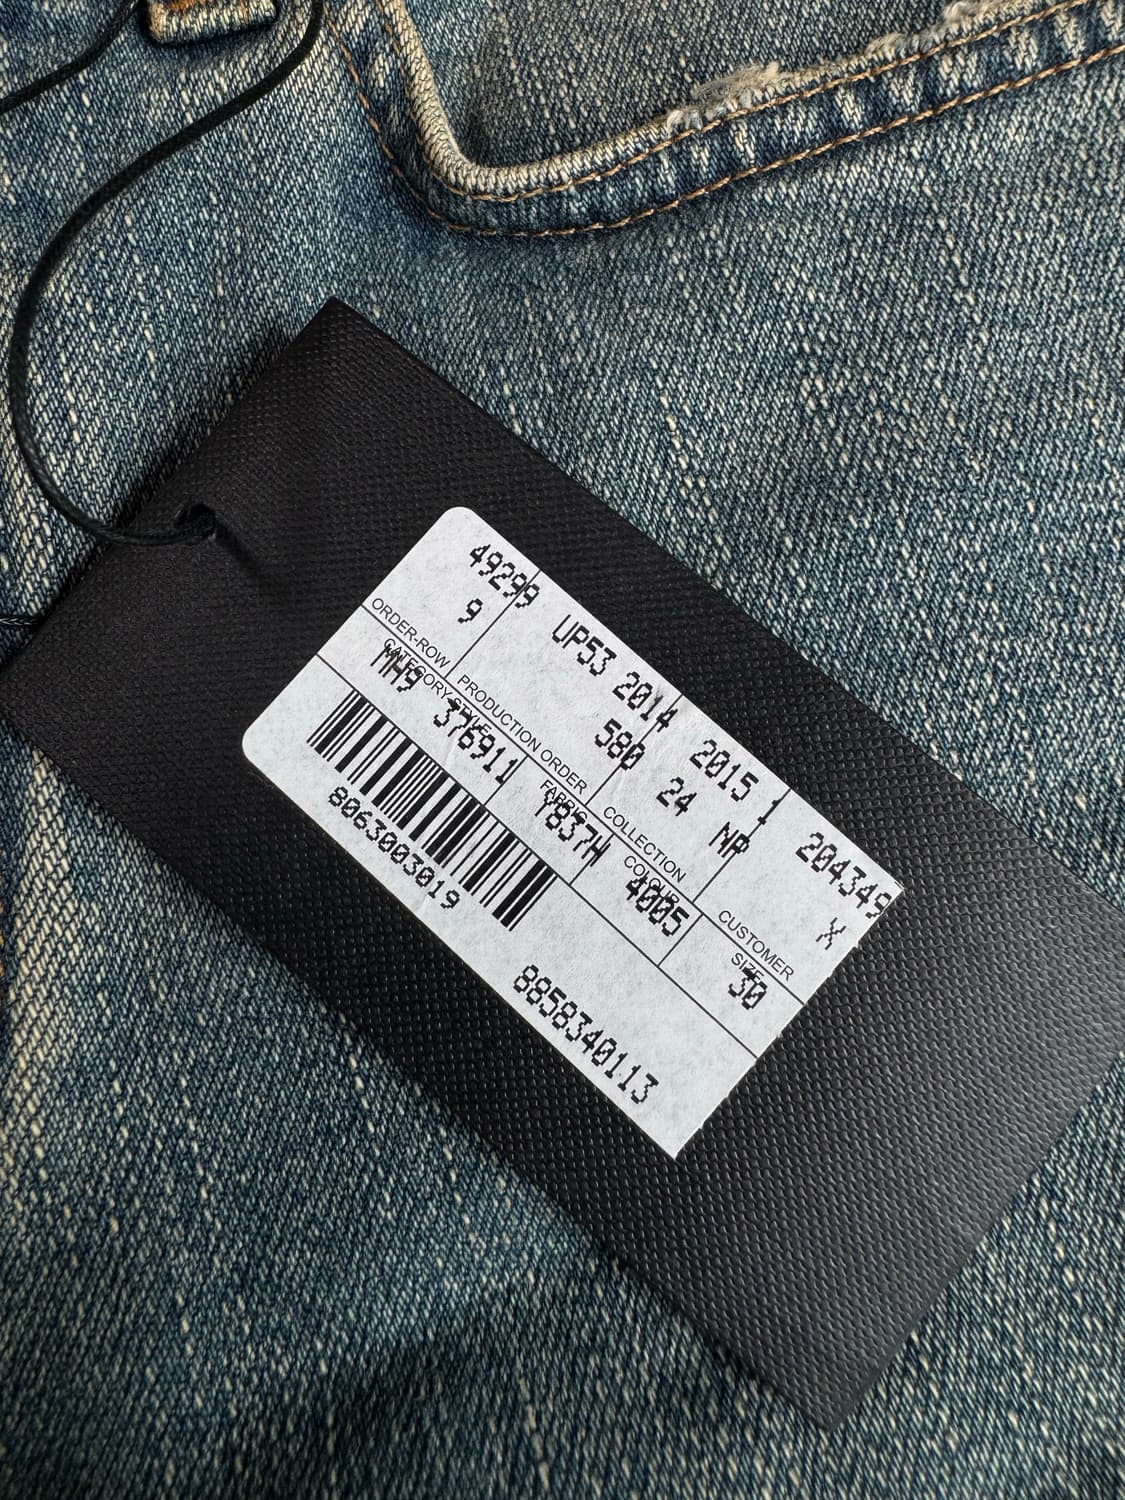 49299 UP53 2014 2015 1 204349
9 580 24 NP X
ORDER-ROW PRODUCTION ORDER COLLECTION CUSTOMER
CATEGORY-STYLE FABRIC COLOUR SIZE
MH9 376911 Y837H 4005 30
8063003019
8858340113